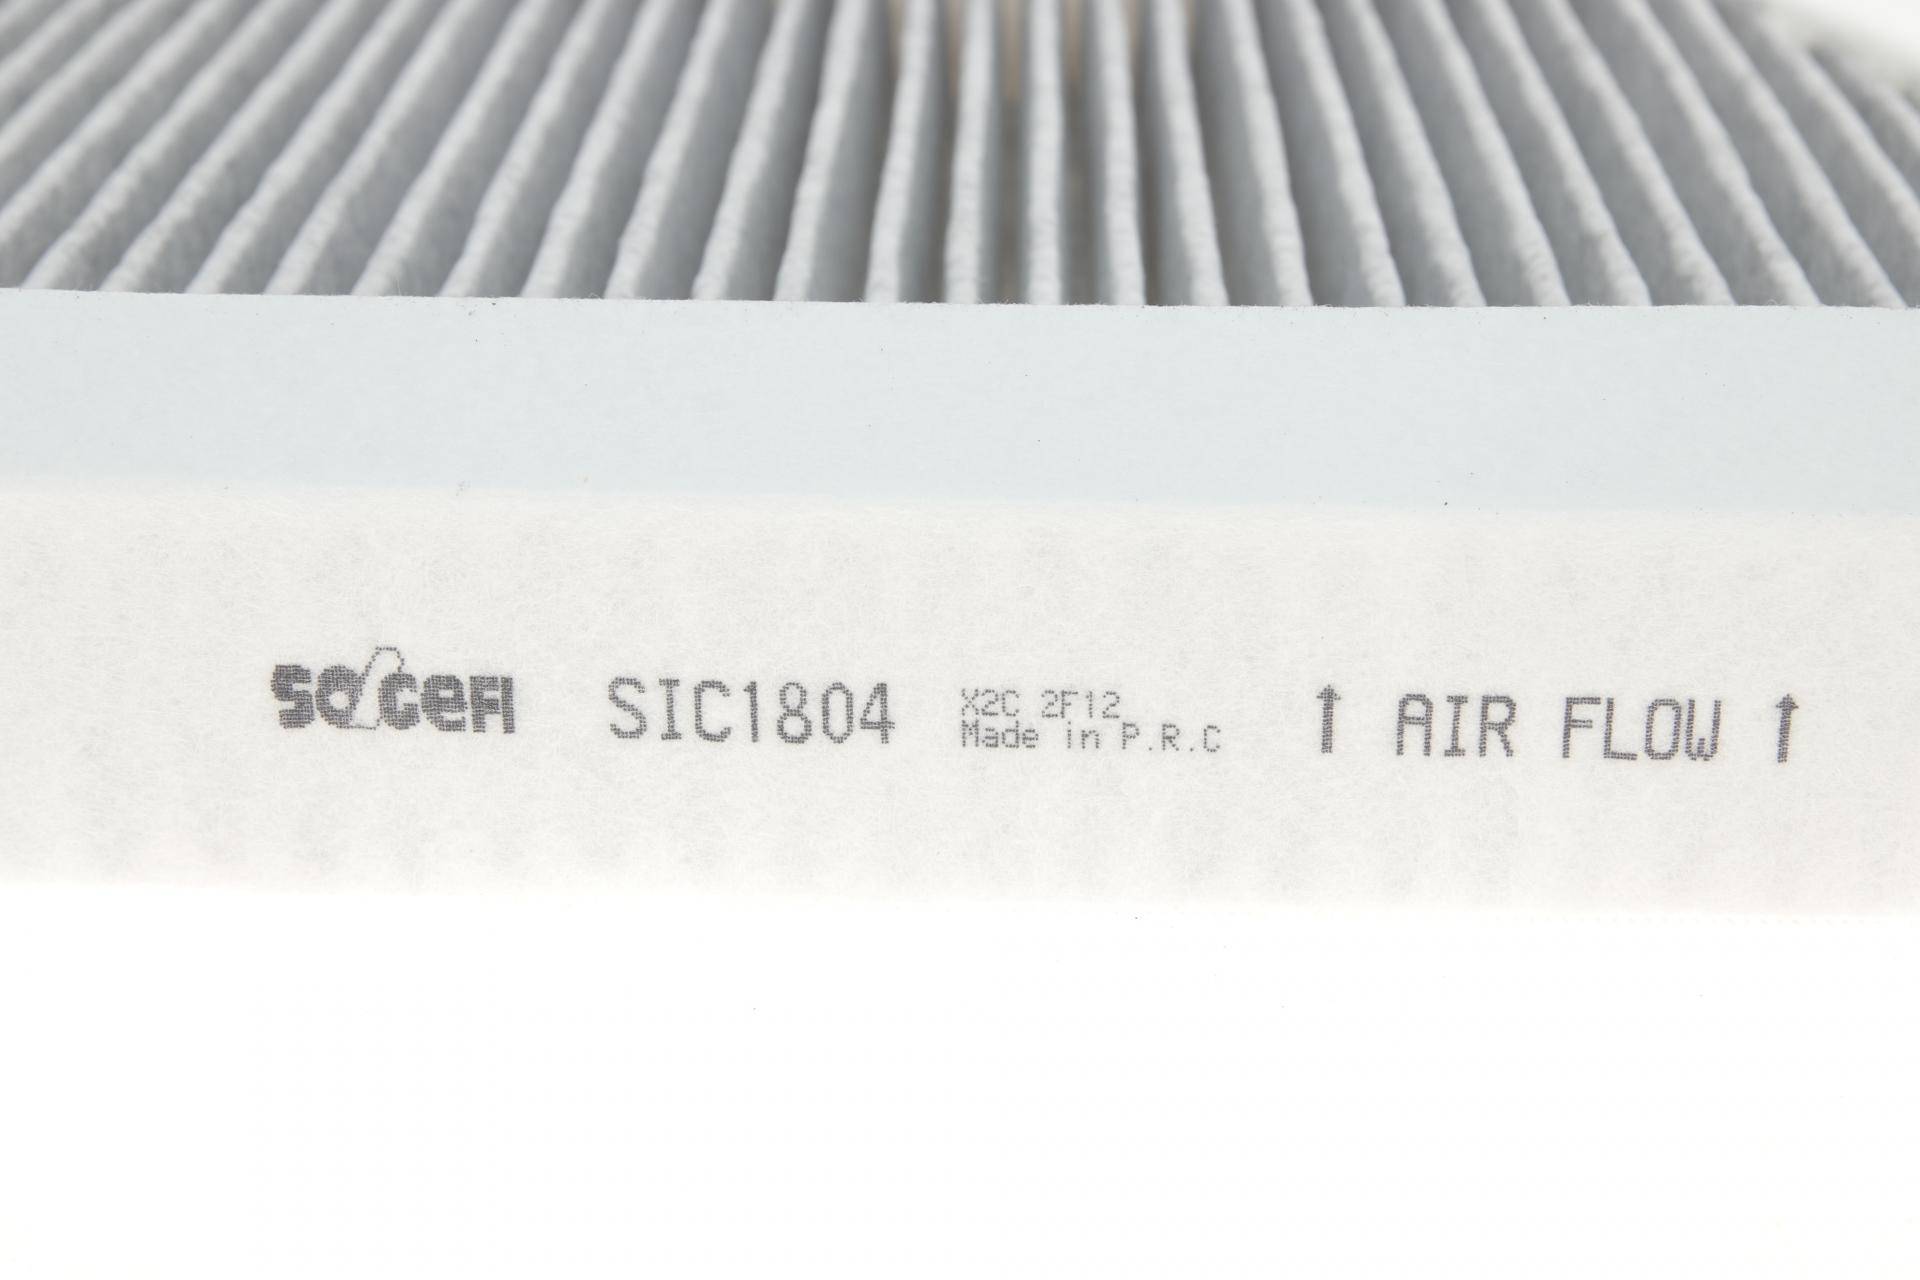 SOGEFI SIC1804 X2C 2F12 ↑ AIR FLOW ↑
Made in P.R.C